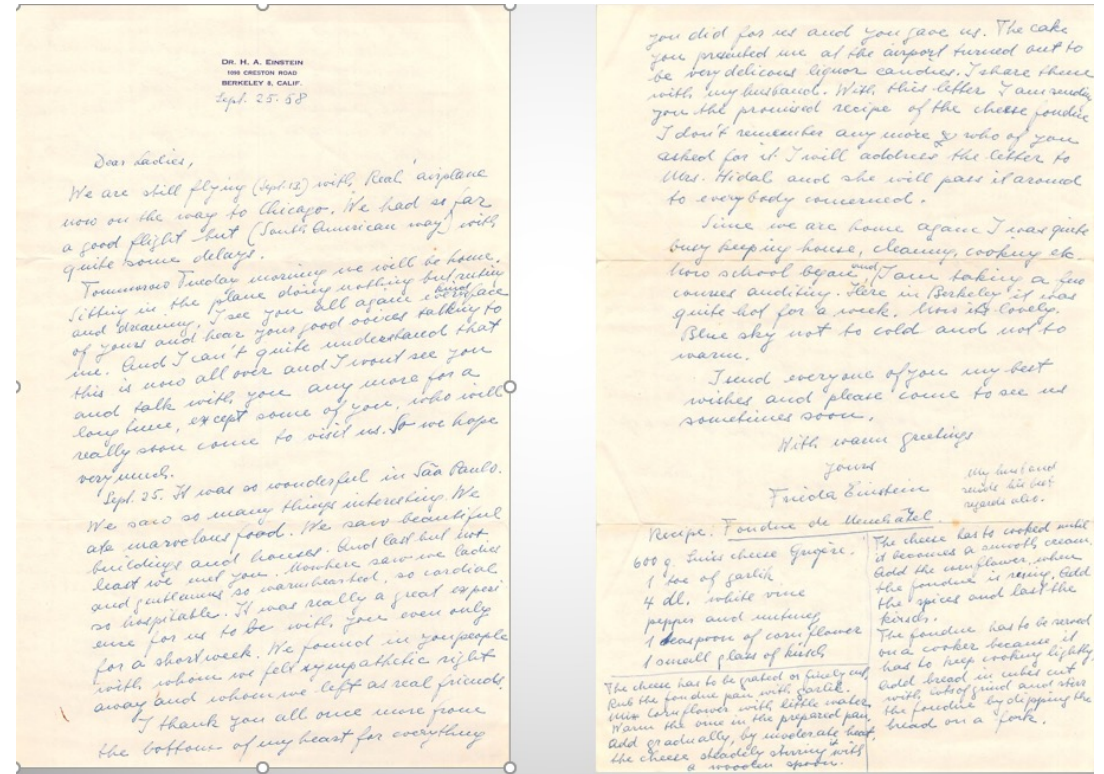 DR. H. A. EINSTEIN
1090 CRESTON ROAD
BERKELEY 8, CALIF.
Sept. 25. 58
Dear Ladies,
We are still flying (Sept. 15) with "Real" airplane
now on the way to Chicago. We had so far
a good flight but (South American way) with
quite some delays.
Tommorow Tuesday morning we will be home.
Sitting in the plane doing nothing but
and dreaming, I see you all again and
of yours and hear your good voices talking to
me. And I can't quite understand that
this is now all over and I wont see you
and talk with you any more for a
long time, except some of you, who will
really soon come to visit us. So we hope
very much.
Sept. 25. It was so wonderful in São Paulo.
We saw so many things interesting. We
ate marvelous food. We saw beautiful
buildings and houses. And last but not
least we met you. Nowhere saw we ladies
and gentlemens so warmhearted, so cordial
so hospitable. It was really a great experi
ence for us to be with you even only
for a short week. We found in you people
with whom we felt sympathetic right
away and whom we left as real friends.
I thank you all once more from
the bottom of my heart for everything
you did for us and you gave us. The cake
you presented me at the airport turned out to
be very delicous liquor candies. I share them
with my husband. With this letter I am sending
you the promised recipe of the cheese fondue
I don't remember any more who of you
asked for it. I will address the letter to
Mrs. Hidal and she will pass it around
to everybody concerned.
Since we are home again I was quite
busy keeping house, cleaning, cooking etc.
Now school began and I am taking a few
courses auditing. Here in Berkeley it was
quite hot for a week. Now its lovely.
Blue sky not to cold and not to
warm.
I send everyone of you my best
wishes and please come to see us
sometimes soon.
With warm greetings
Yours
Frieda Einstein
My husband
sends his best
regards also.
Recipe. Fondue de Neuchâtel.
600 g. Swiss cheese Gruyère.
1 toe of garlik
4 dl. white vine
pepper and nutmeg
1 teaspoon of corn flower
1 small glass of kirsch
The cheese has to be grated or finely cut.
Rub the fondue pan with garlic.
Mix cornflower with little water.
Warm the vine in the prepared pan.
Add gradually, by moderate heat,
the cheese steadily stirring with
a wooden spoon.
The cheese has to cooked until
it becomes a smooth cream.
Add the cornflower, when
the fondue is rising. Add
the spices and last the
kirsch.
The fondue has to be served
on a cooker because it
has to keep cooking lightly.
Add bread in cubes cut
with and stirr
the fondue by dipping the
bread on a fork.